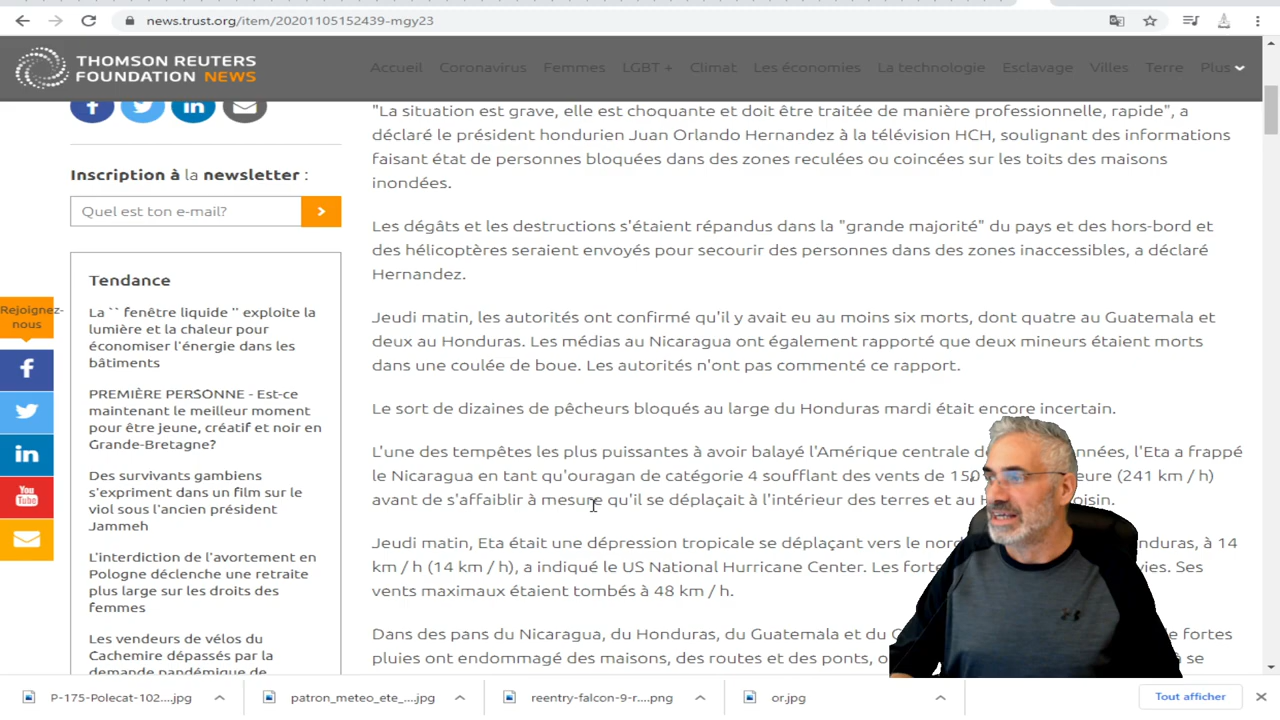 news.trust.org/item/20201105152439-mgy23
THOMSON REUTERS
FOUNDATION NEWS
Accueil Coronavirus Femmes LGBT + Climat Les économies La technologie Esclavage Villes Terre Plus
Inscription à la newsletter :
Quel est ton e-mail?
Tendance
La `` fenêtre liquide '' exploite la
lumière et la chaleur pour
économiser l'énergie dans les
bâtiments
PREMIÈRE PERSONNE - Est-ce
maintenant le meilleur moment
pour être jeune, créatif et noir en
Grande-Bretagne?
Des survivants gambiens
s'expriment dans un film sur le
viol sous l'ancien président
Jammeh
L'interdiction de l'avortement en
Pologne déclenche une retraite
plus large sur les droits des
femmes
Les vendeurs de vélos du
Cachemire dépassés par la
demande pandémique de
Rejoignez-
nous
You
Tube
"La situation est grave, elle est choquante et doit être traitée de manière professionnelle, rapide", a
déclaré le président hondurien Juan Orlando Hernandez à la télévision HCH, soulignant des informations
faisant état de personnes bloquées dans des zones reculées ou coincées sur les toits des maisons
inondées.
Les dégâts et les destructions s'étaient répandus dans la "grande majorité" du pays et des hors-bord et
des hélicoptères seraient envoyés pour secourir des personnes dans des zones inaccessibles, a déclaré
Hernandez.
Jeudi matin, les autorités ont confirmé qu'il y avait eu au moins six morts, dont quatre au Guatemala et
deux au Honduras. Les médias au Nicaragua ont également rapporté que deux mineurs étaient morts
dans une coulée de boue. Les autorités n'ont pas commenté ce rapport.
Le sort de dizaines de pêcheurs bloqués au large du Honduras mardi était encore incertain.
L'une des tempêtes les plus puissantes à avoir balayé l'Amérique centrale années, l'Eta a frappé
le Nicaragua en tant qu'ouragan de catégorie 4 soufflant des vents de 150 (241 km / h)
avant de s'affaiblir à mesure qu'il se déplaçait à l'intérieur des terres et au
Jeudi matin, Eta était une dépression tropicale se déplaçant vers le à 14
km / h (14 km / h), a indiqué le US National Hurricane Center. Les Ses
vents maximaux étaient tombés à 48 km / h.
Dans des pans du Nicaragua, du Honduras, du Guatemala et du fortes
pluies ont endommagé des maisons, des routes et des ponts, à se
P-175-Polecat-102....jpg patron_meteo_ete_....jpg reentry-falcon-9-r....png or.jpg Tout afficher